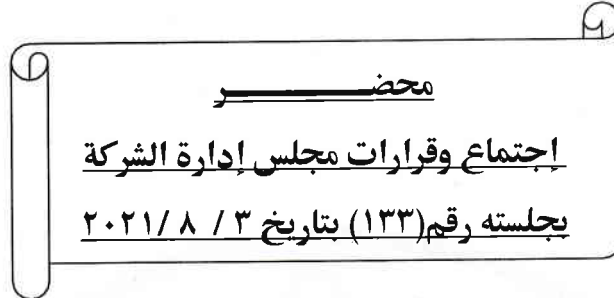 محضـــــــــــر
إجتماع وقرارات مجلس إدارة الشركة
بجلسته رقم(١٣٣) بتاريخ ٣ / ٨ /٢٠٢١